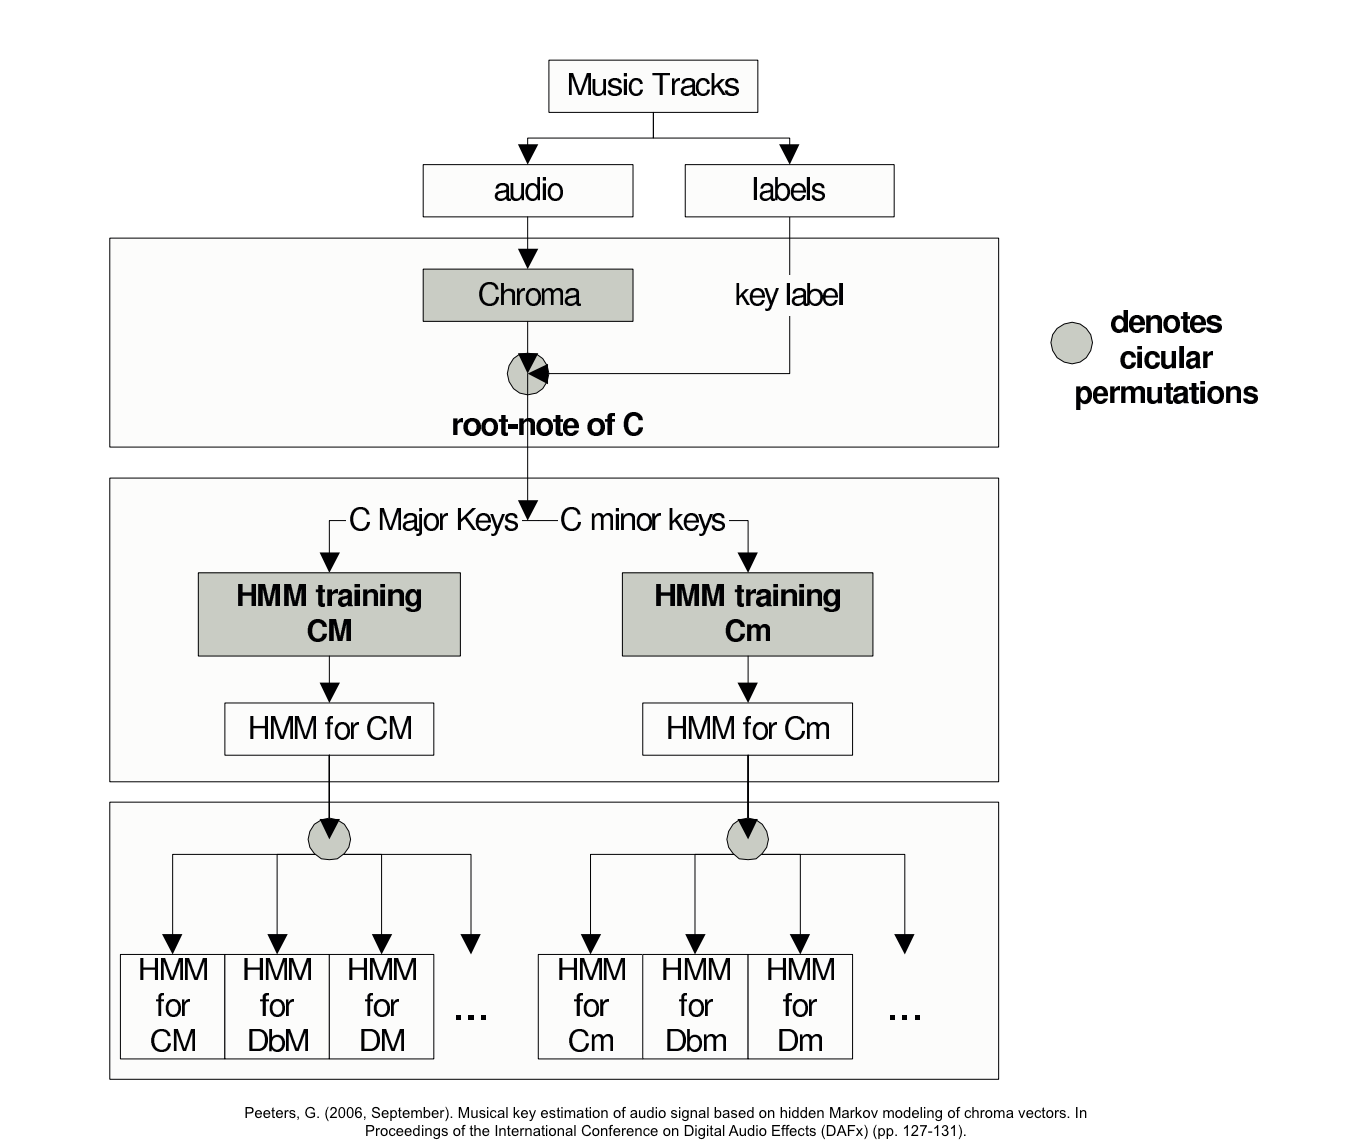 Music Tracks
audio
labels
Chroma
key label
denotes
cicular
permutations
root-note of C
C Major Keys
C minor keys
HMM training
CM
HMM training
Cm
HMM for CM
HMM for Cm
HMM
for
CM
HMM
for
DbM
HMM
for
DM
...
HMM
for
Cm
HMM
for
Dbm
HMM
for
Dm
...
Peeters, G. (2006, September). Musical key estimation of audio signal based on hidden Markov modeling of chroma vectors. In
Proceedings of the International Conference on Digital Audio Effects (DAFx) (pp. 127-131).